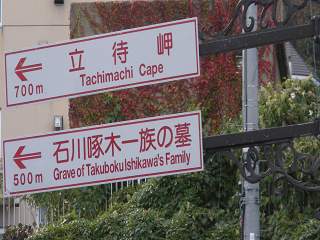 立待岬
Tachimachi Cape
700m
石川啄木一族の墓
Grave of Takuboku Ishikawa's Family
500m